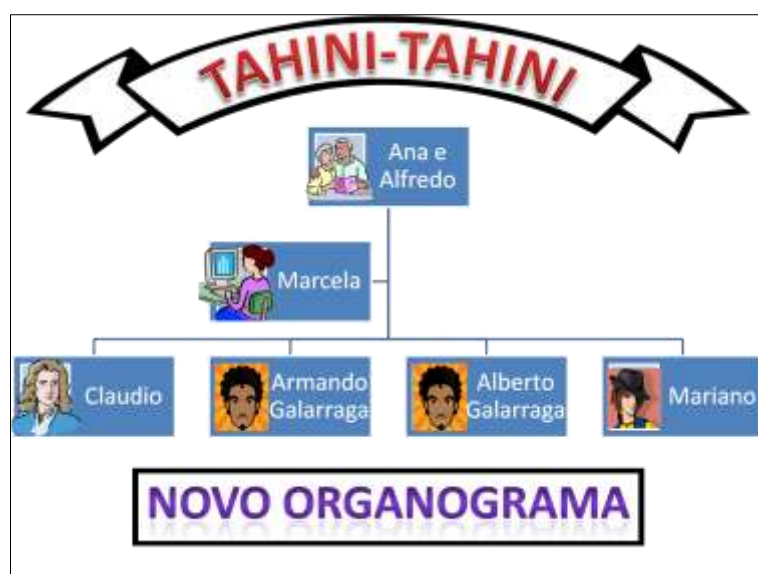 TAHINI-TAHINI
Ana e
Alfredo
Marcela
Claudio
Armando
Galarraga
Alberto
Galarraga
Mariano
NOVO ORGANOGRAMA